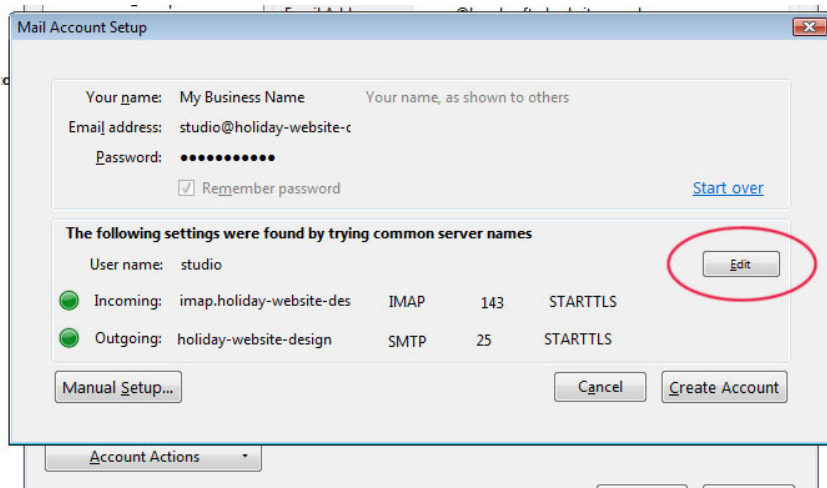 Mail Account Setup
Your name: My Business Name Your name, as shown to others
Email address: studio@holiday-website-c
Password: ●●●●●●●●●●●
Remember password Start over
The following settings were found by trying common server names
User name: studio Edit
Incoming: imap.holiday-website-des IMAP 143 STARTTLS
Outgoing: holiday-website-design SMTP 25 STARTTLS
Manual Setup... Cancel Create Account
Account Actions